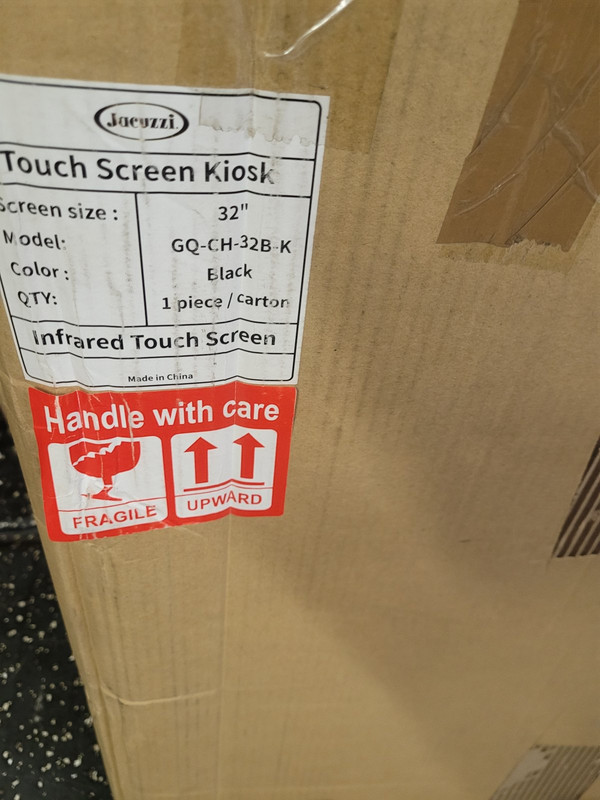 Jacuzzi.
Touch Screen Kiosk
Screen size : 32"
Model: GQ-CH-32B-K
Color : Black
QTY: 1 piece / carton
Infrared Touch Screen
Made in China
Handle with care
FRAGILE UPWARD